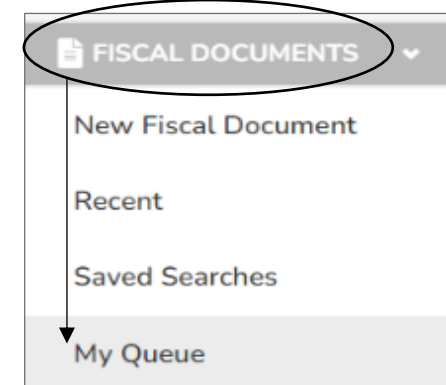 FISCAL DOCUMENTS
New Fiscal Document
Recent
Saved Searches
My Queue